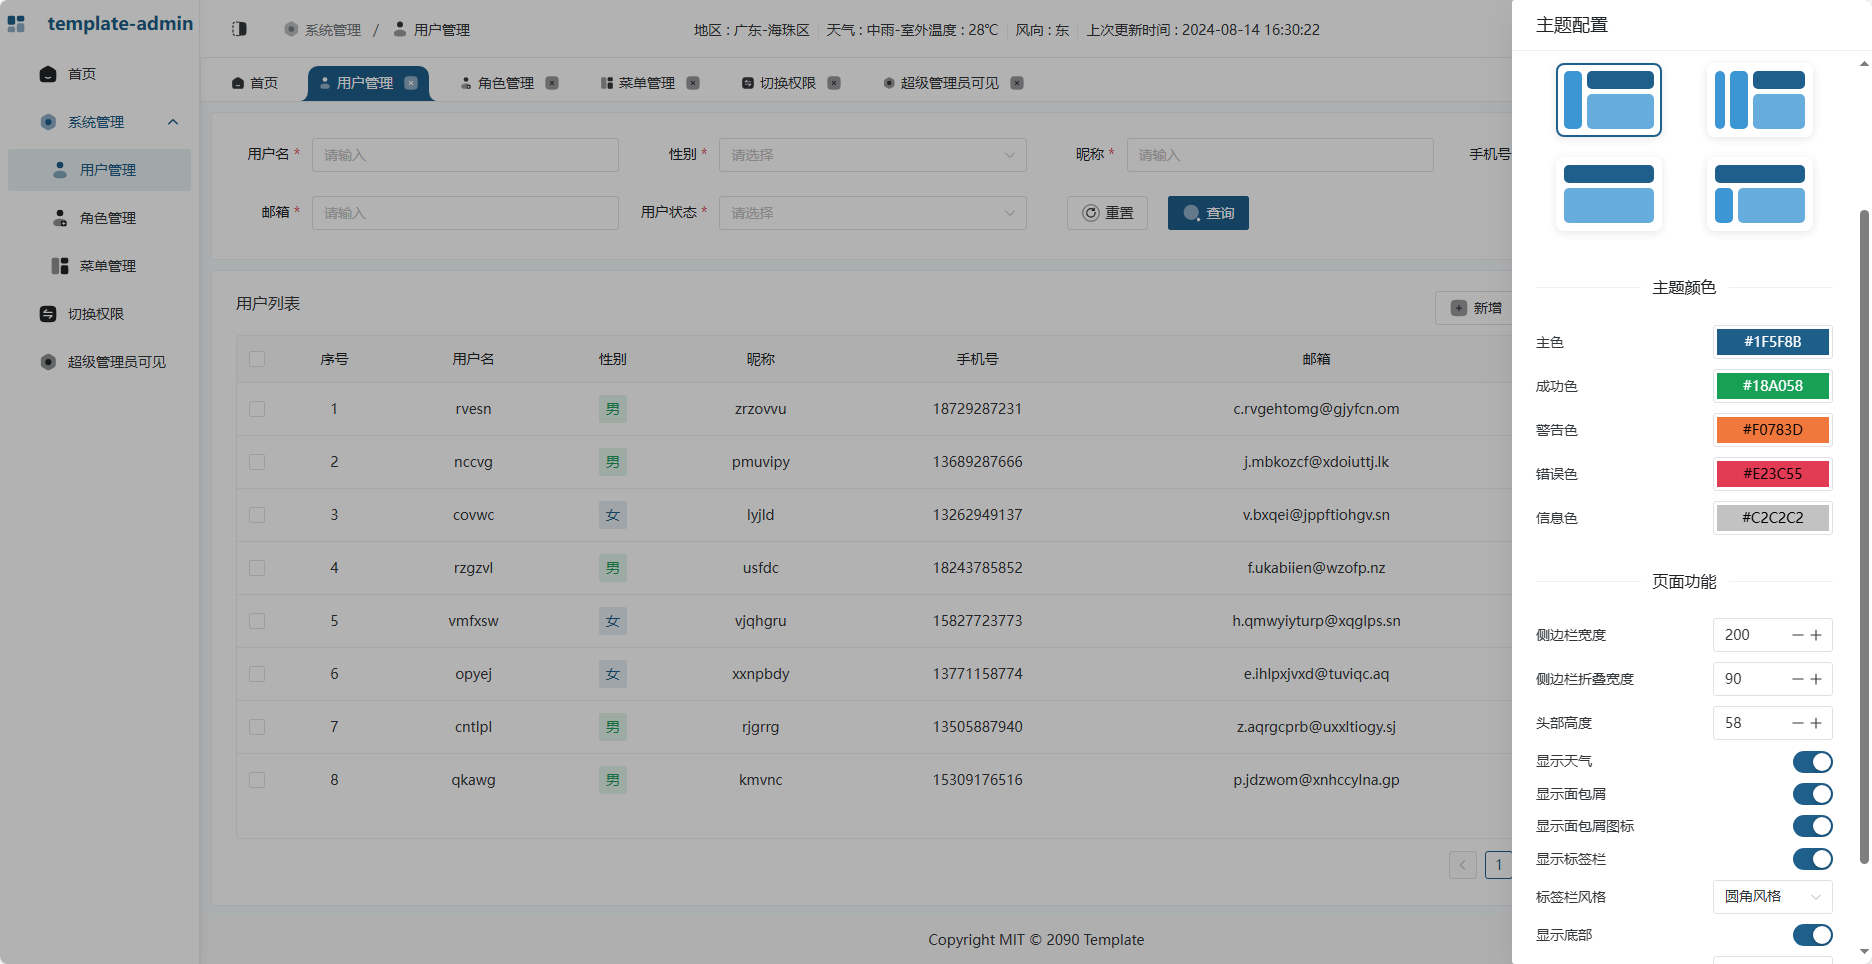 template-admin
首页
系统管理
用户管理
角色管理
菜单管理
切换权限
超级管理员可见
系统管理 / 用户管理
地区 : 广东-海珠区 天气 : 中雨-室外温度 : 28℃ 风向 : 东 上次更新时间 : 2024-08-14 16:30:22
首页 用户管理 角色管理 菜单管理 切换权限 超级管理员可见
用户名 * 请输入 性别 * 请选择 昵称 * 请输入 手机号
邮箱 * 请输入 用户状态 * 请选择 重置 查询
用户列表 新增
序号 用户名 性别 昵称 手机号 邮箱
1 rvesn 男 zrzovvu 18729287231 c.rvgehtomg@gjyfcn.om
2 nccvg 男 pmuvipy 13689287666 j.mbkozcf@xdoiuttj.lk
3 covwc 女 lyjld 13262949137 v.bxqei@jppftiohgv.sn
4 rzgzvl 男 usfdc 18243785852 f.ukabiien@wzofp.nz
5 vmfxsw 女 vjqhgru 15827723773 h.qmwyiyturp@xqglps.sn
6 opyej 女 xxnpbdy 13771158774 e.ihlpxjvxd@tuviqc.aq
7 cntlpl 男 rjgrrg 13505887940 z.aqrgcprb@uxxltiogy.sj
8 qkawg 男 kmvnc 15309176516 p.jdzwom@xnhccylna.gp
1
Copyright MIT © 2090 Template
主题配置
主题颜色
主色 #1F5F8B
成功色 #18A058
警告色 #F0783D
错误色 #E23C55
信息色 #C2C2C2
页面功能
侧边栏宽度 200
侧边栏折叠宽度 90
头部高度 58
显示天气
显示面包屑
显示面包屑图标
显示标签栏
标签栏风格 圆角风格
显示底部